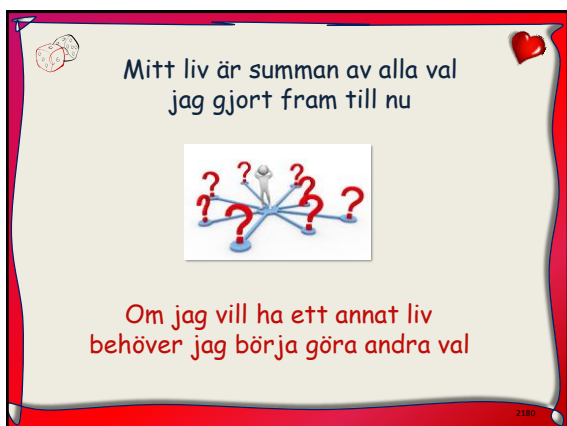 Mitt liv är summan av alla val
jag gjort fram till nu
? ? ? ? ? ? ? ?
Om jag vill ha ett annat liv
behöver jag börja göra andra val
2189